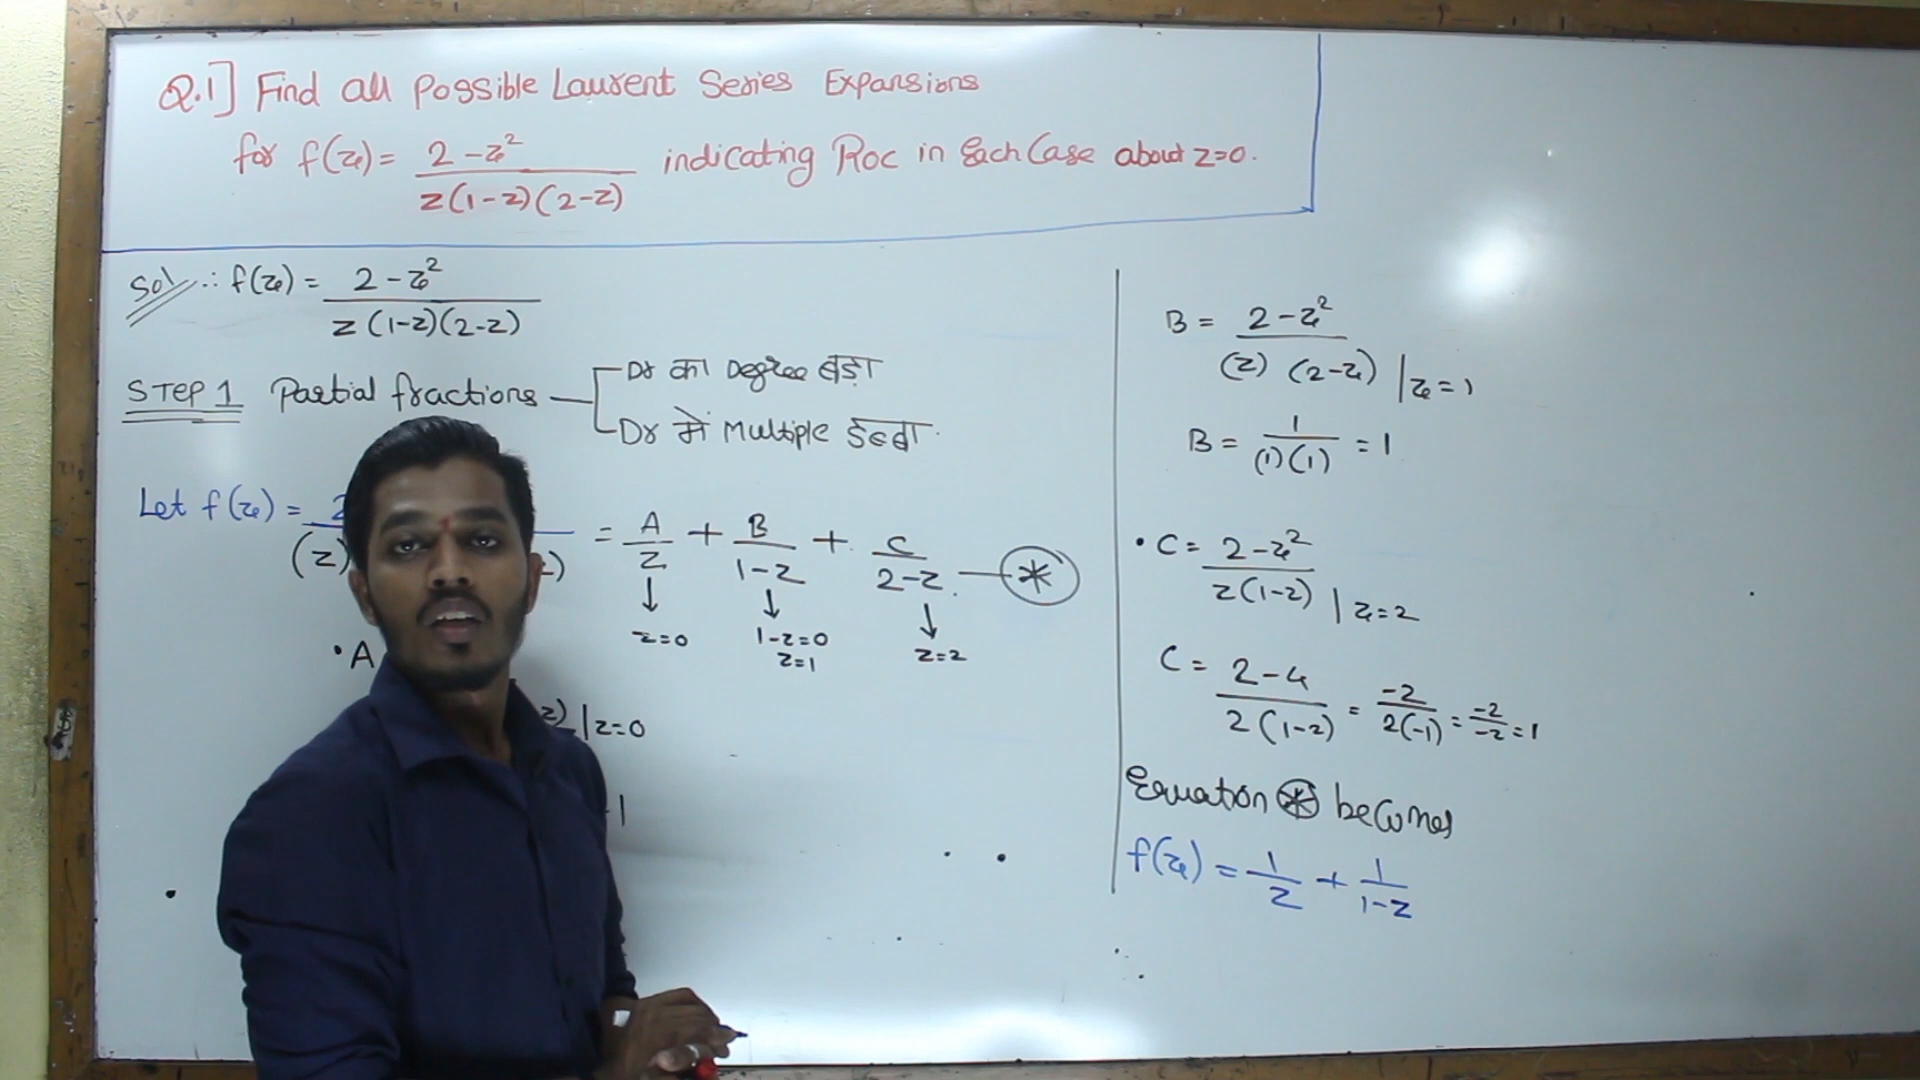 Q.1] Find all possible Laurent Series Expansions
for f(z) = 2-z² / z(1-z)(2-z) indicating ROC in Each Case about z=0.
Sol ∴ f(z) = 2-z² / z(1-z)(2-z)
STEP 1 Partial fractions
Dr का Degree बड़ा
Dr में Multiple
Let f(z) = 2
(z)
= A/z + B/1-z + C/2-z. — *
↓ ↓ ↓
z=0 1-z=0 z=2
z=1
• A
z) | z=0
1
B = 2-z² / (z) (2-z) | z=1
B = 1 / (1)(1) = 1
• C = 2-z² / z(1-z) | z=2
C = 2-4 / 2(1-2) = -2 / 2(-1) = -2 / -2 = 1
Equation * becomes
f(z) = 1/z + 1/1-z